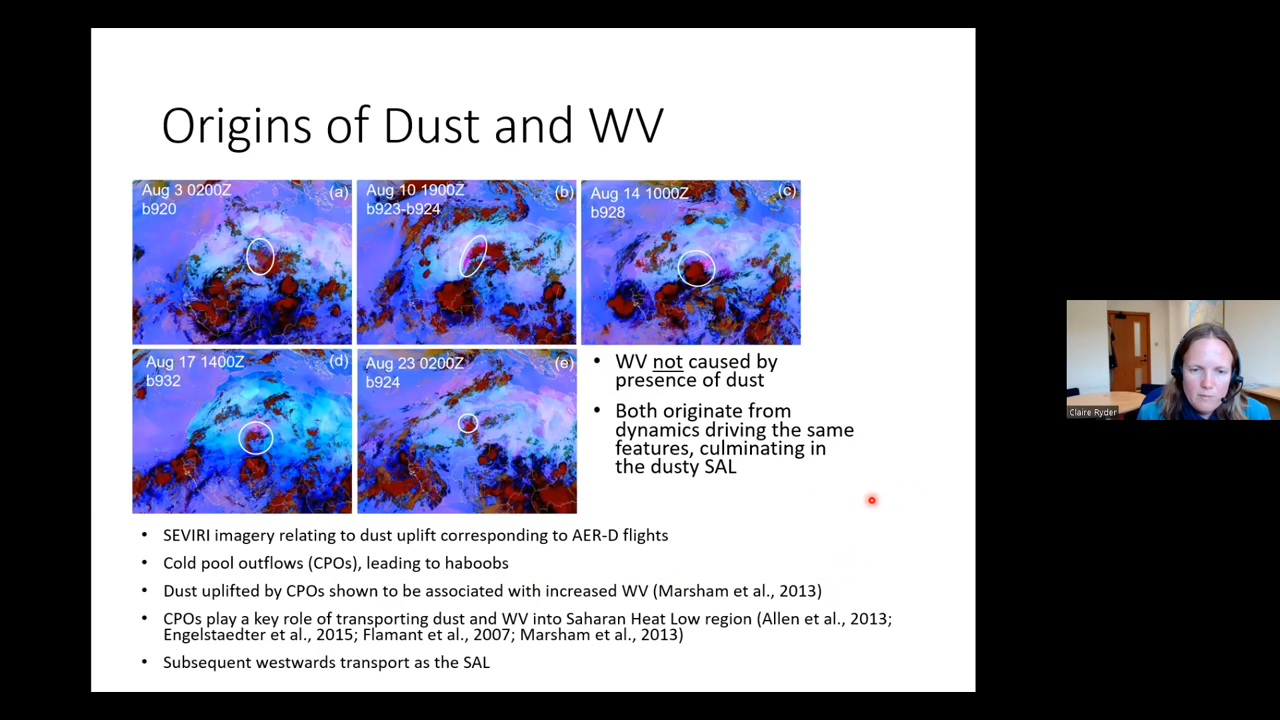 Origins of Dust and WV
Aug 3 0200Z
(a)
b920
Aug 10 1900Z
(b)
b923-b924
Aug 14 1000Z
(c)
b928
Aug 17 1400Z
(d)
b932
Aug 23 0200Z
(e)
b924
• WV not caused by
presence of dust
• Both originate from
dynamics driving the same
features, culminating in
the dusty SAL
• SEVIRI imagery relating to dust uplift corresponding to AER-D flights
• Cold pool outflows (CPOs), leading to haboobs
• Dust uplifted by CPOs shown to be associated with increased WV (Marsham et al., 2013)
• CPOs play a key role of transporting dust and WV into Saharan Heat Low region (Allen et al., 2013;
Engelstaedter et al., 2015; Flamant et al., 2007; Marsham et al., 2013)
• Subsequent westwards transport as the SAL
Claire Ryder